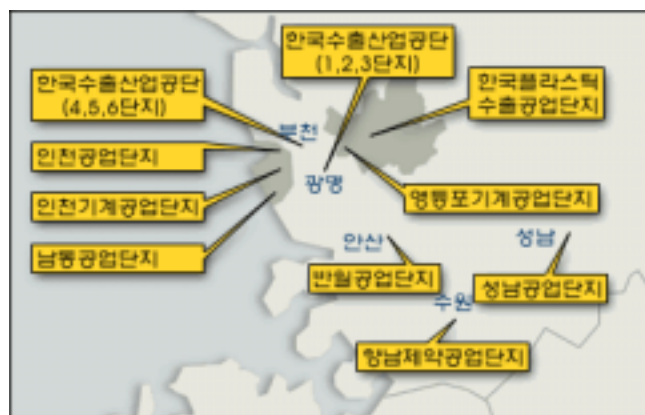 한국수출산업공단
(1,2,3단지)
한국수출산업공단
(4,5,6단지)
한국플라스틱
수출공업단지
부천
인천공업단지
광명
영등포기계공업단지
인천기계공업단지
안산
성남
남동공업단지
반월공업단지
성남공업단지
수원
향남제약공업단지